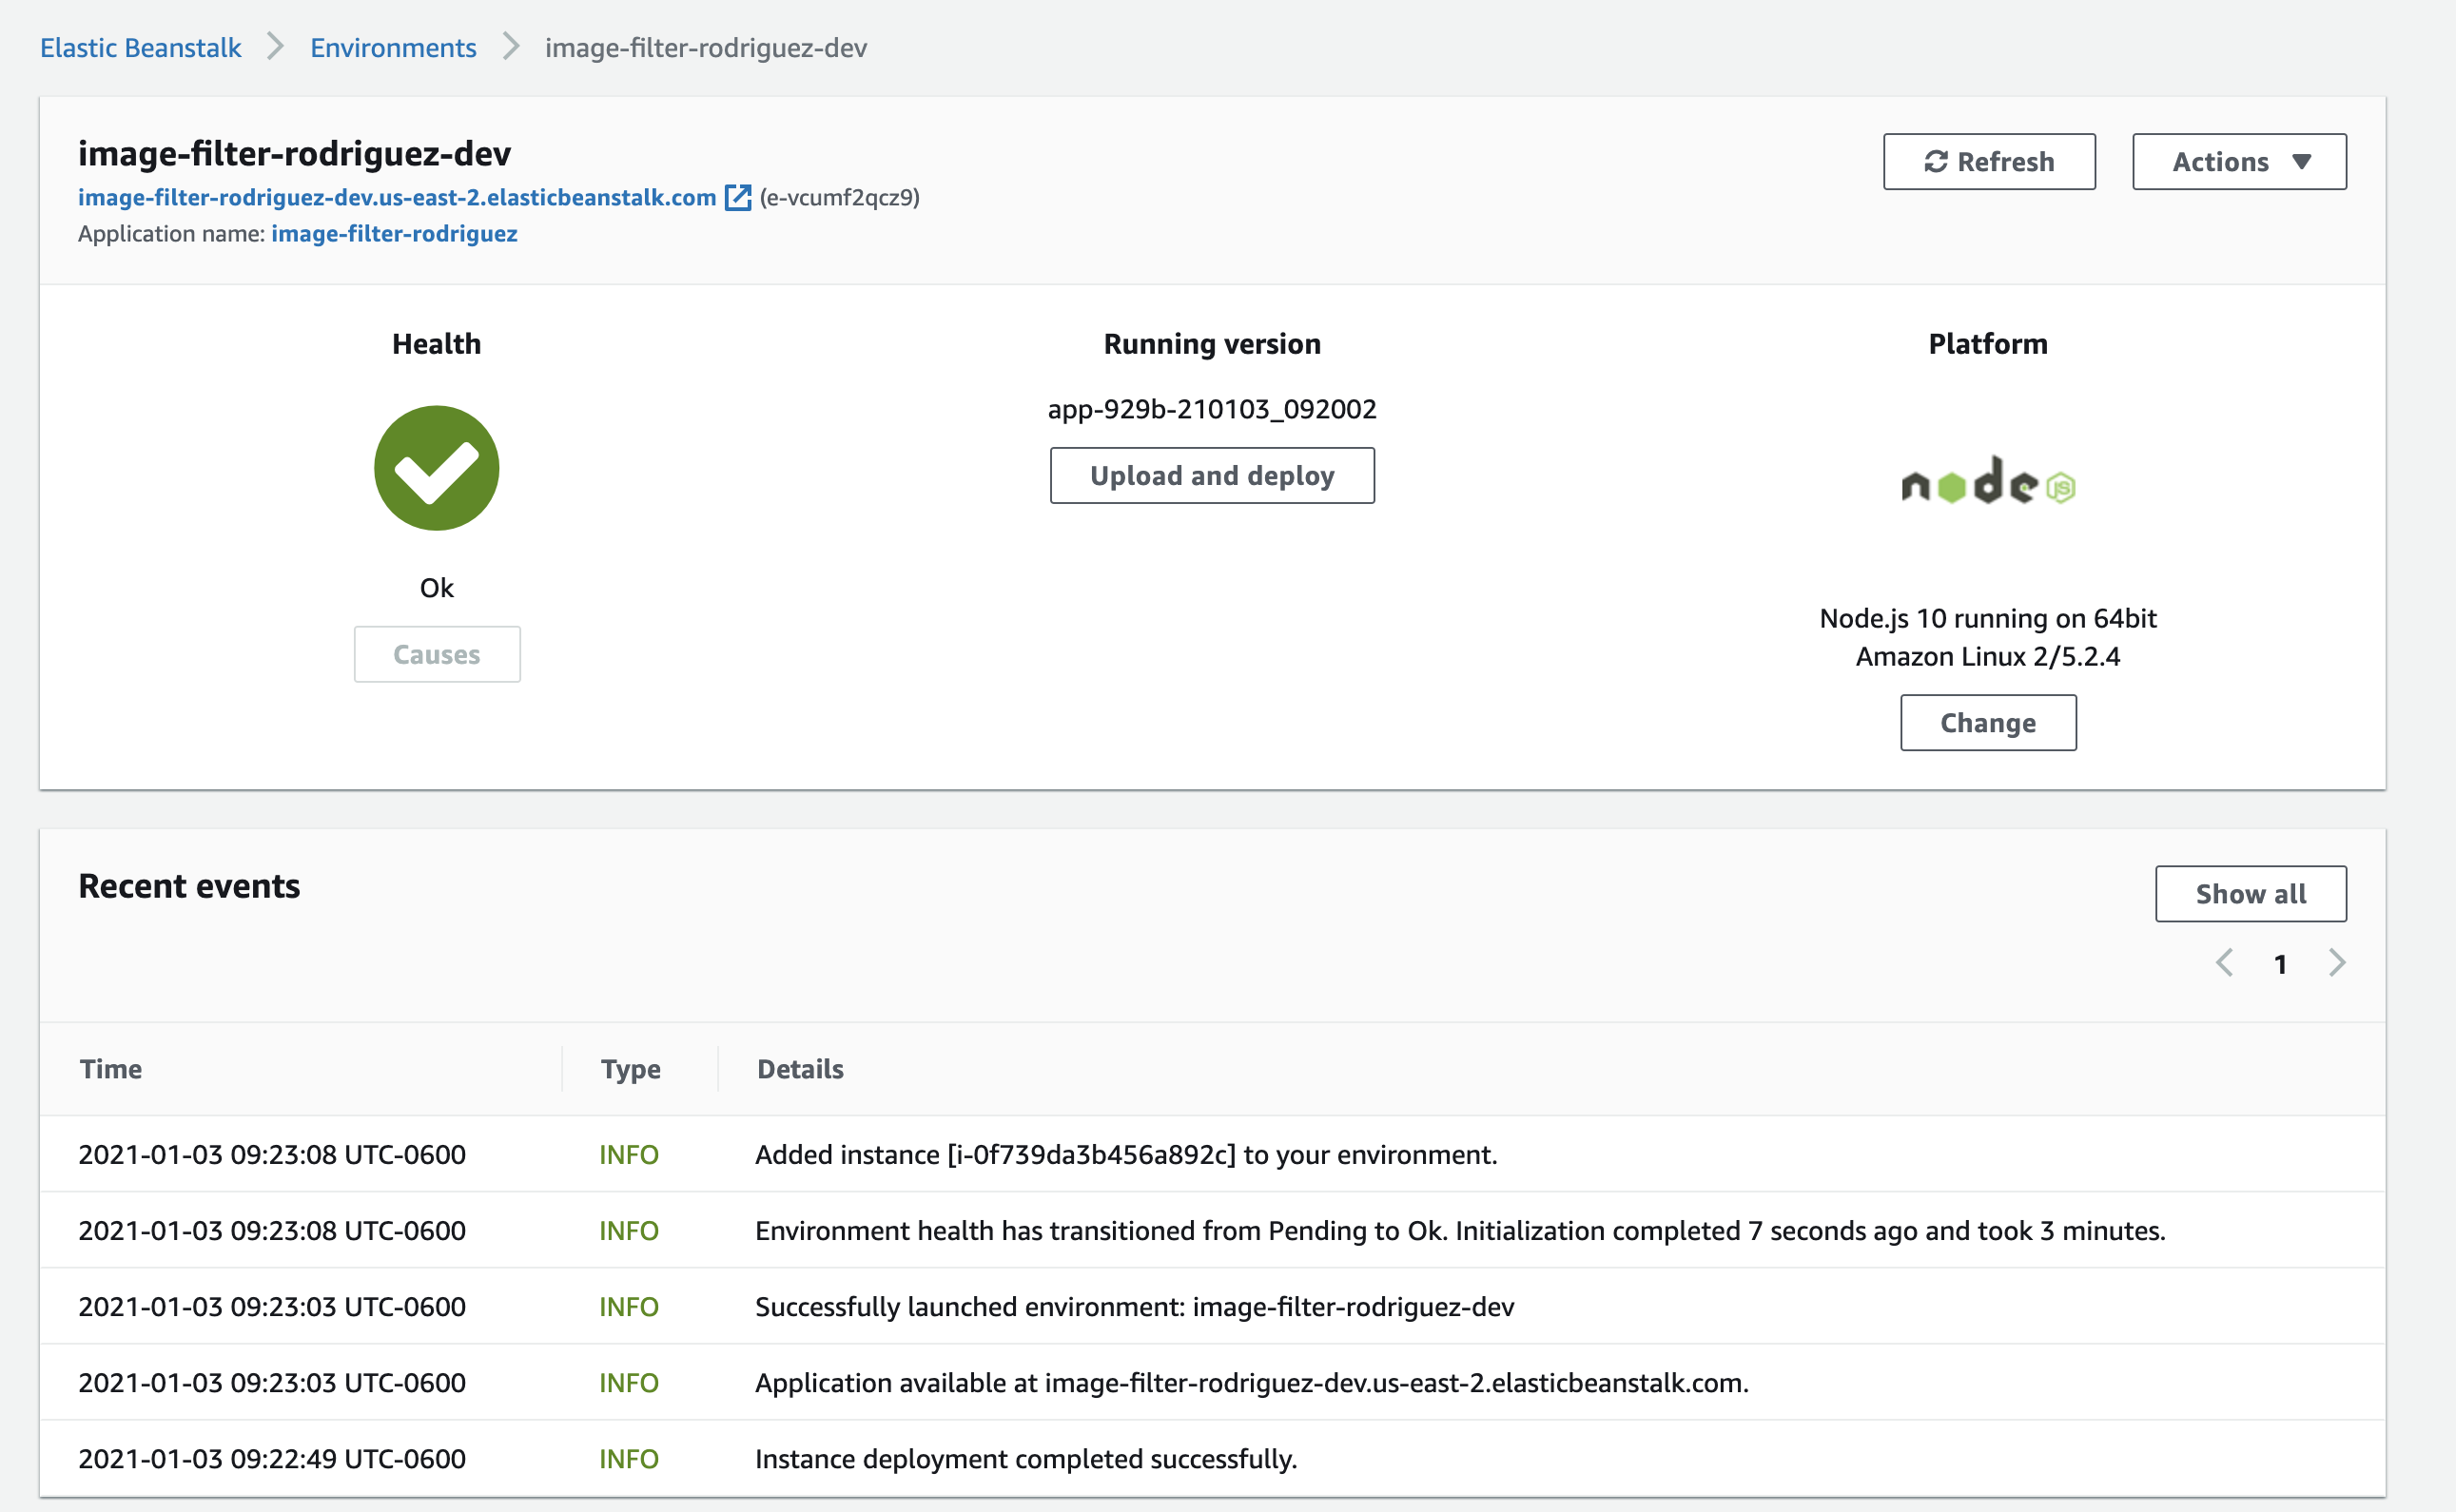 Elastic Beanstalk > Environments > image-filter-rodriguez-dev
image-filter-rodriguez-dev
image-filter-rodriguez-dev.us-east-2.elasticbeanstalk.com (e-vcumf2qcz9)
Application name: image-filter-rodriguez
Refresh
Actions
Health
Ok
Causes
Running version
app-929b-210103_092002
Upload and deploy
Platform
node JS
Node.js 10 running on 64bit
Amazon Linux 2/5.2.4
Change
Recent events
Show all
1
Time Type Details
2021-01-03 09:23:08 UTC-0600 INFO Added instance [i-0f739da3b456a892c] to your environment.
2021-01-03 09:23:08 UTC-0600 INFO Environment health has transitioned from Pending to Ok. Initialization completed 7 seconds ago and took 3 minutes.
2021-01-03 09:23:03 UTC-0600 INFO Successfully launched environment: image-filter-rodriguez-dev
2021-01-03 09:23:03 UTC-0600 INFO Application available at image-filter-rodriguez-dev.us-east-2.elasticbeanstalk.com.
2021-01-03 09:22:49 UTC-0600 INFO Instance deployment completed successfully.